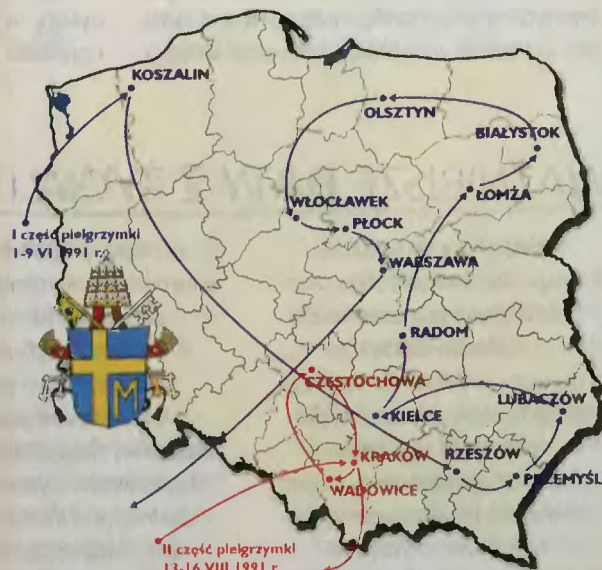 KOSZALIN
OLSZTYN
BIAŁYSTOK
ŁOMŻA
WŁOCŁAWEK
PŁOCK
I część pielgrzymki
1-9 VI 1991 r.
WARSZAWA
RADOM
CZĘSTOCHOWA
LUBACZÓW
KIELCE
RZESZÓW
KRAKÓW
PRZEMYŚL
WADOWICE
M
II część pielgrzymki
13-16 VIII 1991 r.